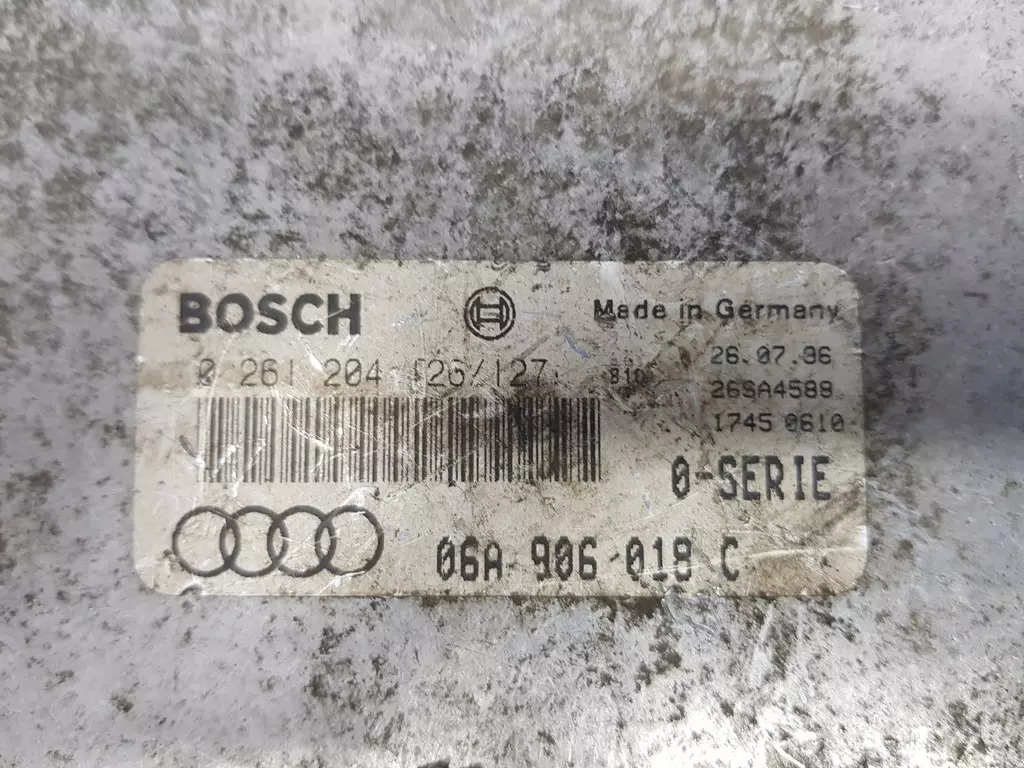 BOSCH
Made in Germany
0 261 204 126/127
26.07.96
26SA4589
1745 0610
0-SERIE
06A 906 018 C